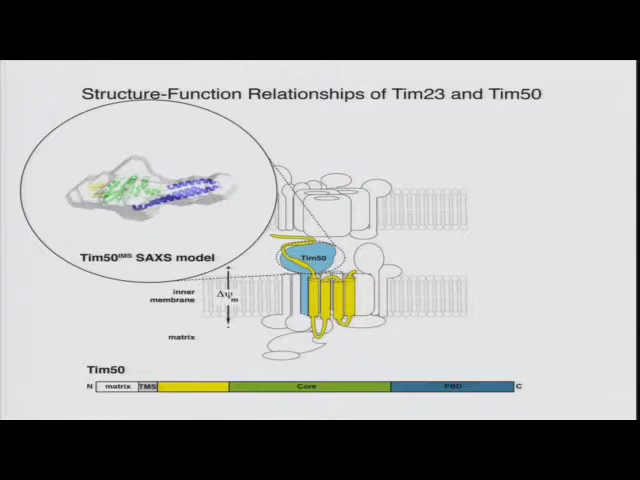 Structure-Function Relationships of Tim23 and Tim50
Tim50
Tim50ᴵᴹˢ SAXS model
inner
membrane
Δψm
matrix
Tim50
N matrix TMS Core PBD C